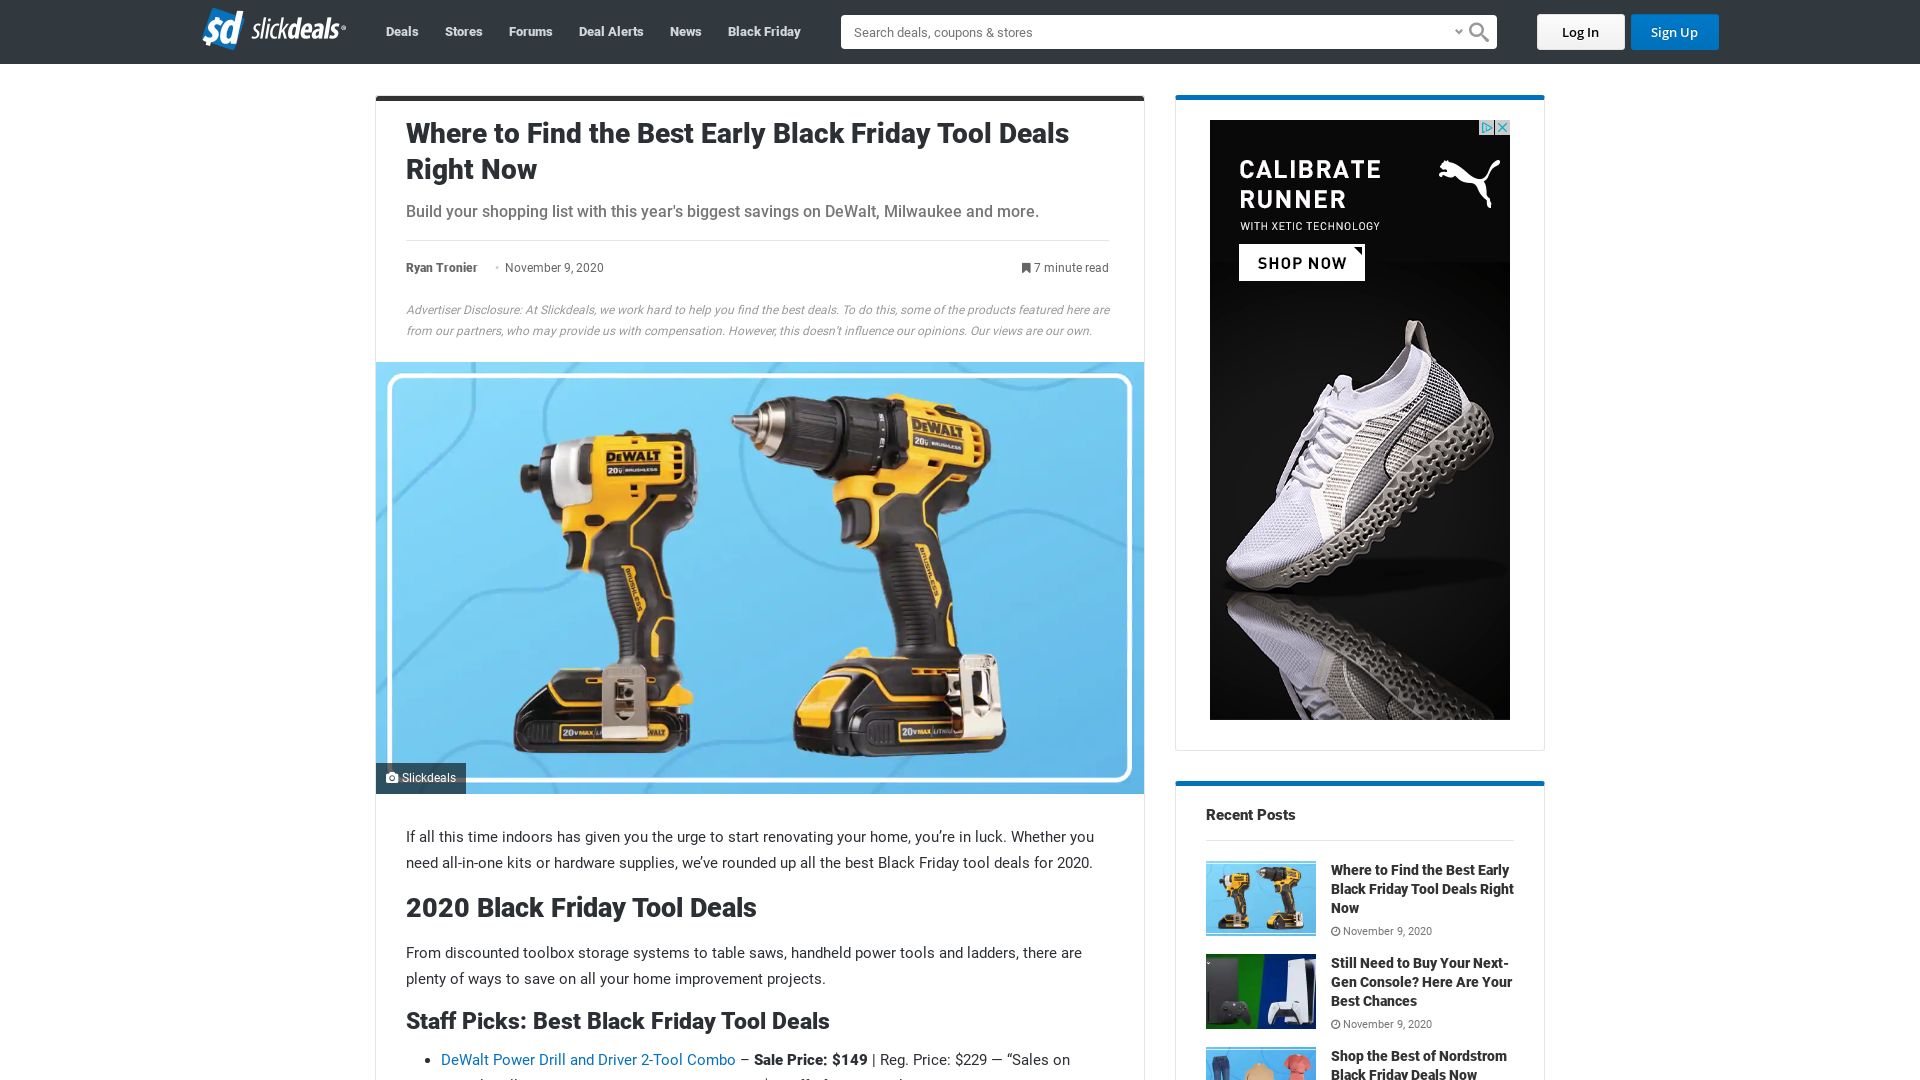 sd slickdeals®
Deals
Stores
Forums
Deal Alerts
News
Black Friday
Search deals, coupons & stores
Log In
Sign Up
Where to Find the Best Early Black Friday Tool Deals
Right Now
Build your shopping list with this year's biggest savings on DeWalt, Milwaukee and more.
Ryan Tronier • November 9, 2020
7 minute read
Advertiser Disclosure: At Slickdeals, we work hard to help you find the best deals. To do this, some of the products featured here are
from our partners, who may provide us with compensation. However, this doesn't influence our opinions. Our views are our own.
DEWALT
20V BRUSHLESS
BRUSHLESS
20V MAX LITHIUM DEWALT
DEWALT
20V BRUSHLESS
BRUSHLESS
20V MAX LITHIUM
Slickdeals
If all this time indoors has given you the urge to start renovating your home, you’re in luck. Whether you
need all-in-one kits or hardware supplies, we’ve rounded up all the best Black Friday tool deals for 2020.
2020 Black Friday Tool Deals
From discounted toolbox storage systems to table saws, handheld power tools and ladders, there are
plenty of ways to save on all your home improvement projects.
Staff Picks: Best Black Friday Tool Deals
• DeWalt Power Drill and Driver 2-Tool Combo – Sale Price: $149 | Reg. Price: $229 — “Sales on
CALIBRATE
RUNNER
WITH XETIC TECHNOLOGY
SHOP NOW
Recent Posts
Where to Find the Best Early
Black Friday Tool Deals Right
Now
November 9, 2020
Still Need to Buy Your Next-
Gen Console? Here Are Your
Best Chances
November 9, 2020
Shop the Best of Nordstrom
Black Friday Deals Now